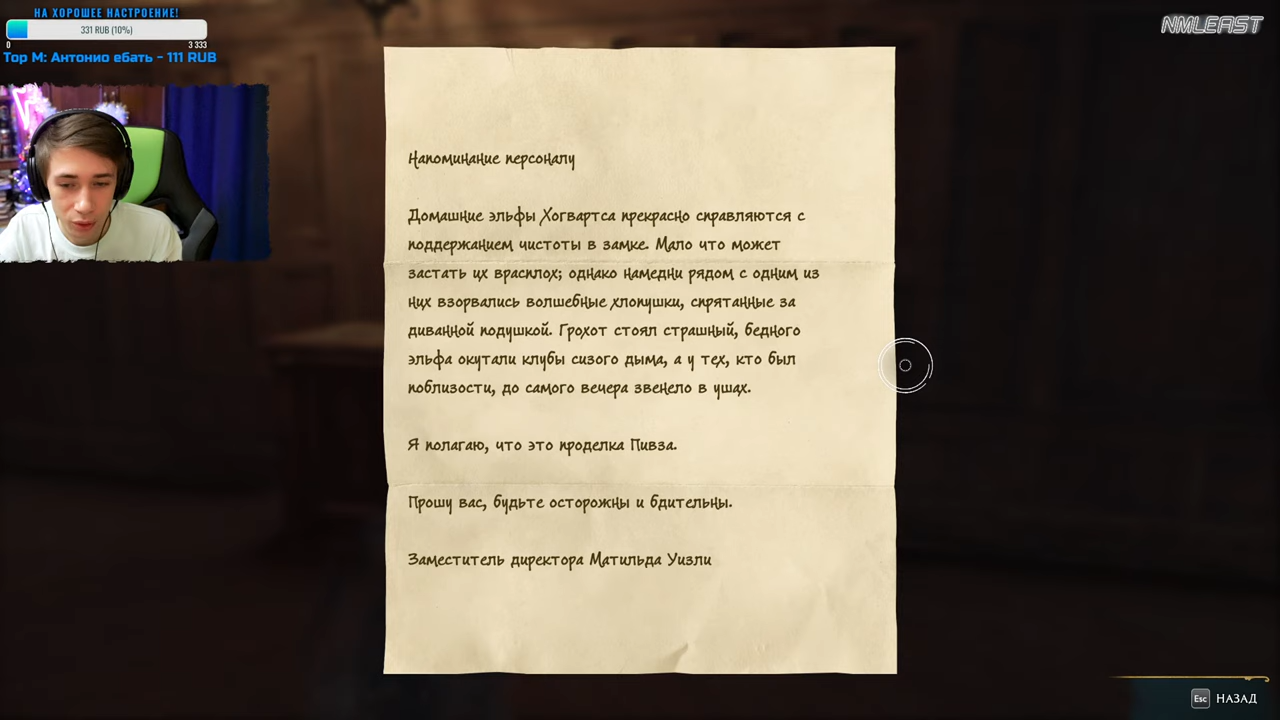 НА ХОРОШЕЕ НАСТРОЕНИЕ!
331 RUB (10%)
0 3 333
Top M: Антонио ебать - 111 RUB
NMLEAST
Напоминание персоналу
Домашние эльфы Хогвартса прекрасно справляются с
поддержанием чистоты в замке. Мало что может
застать их врасплох; однако намедни рядом с одним из
них взорвались волшебные хлопушки, спрятанные за
диванной подушкой. Грохот стоял страшный, бедного
эльфа окутали клубы сизого дыма, а у тех, кто был
поблизости, до самого вечера звенело в ушах.
Я полагаю, что это проделка Пивза.
Прошу вас, будьте осторожны и бдительны.
Заместитель директора Матильда Уизли
Esc НАЗАД